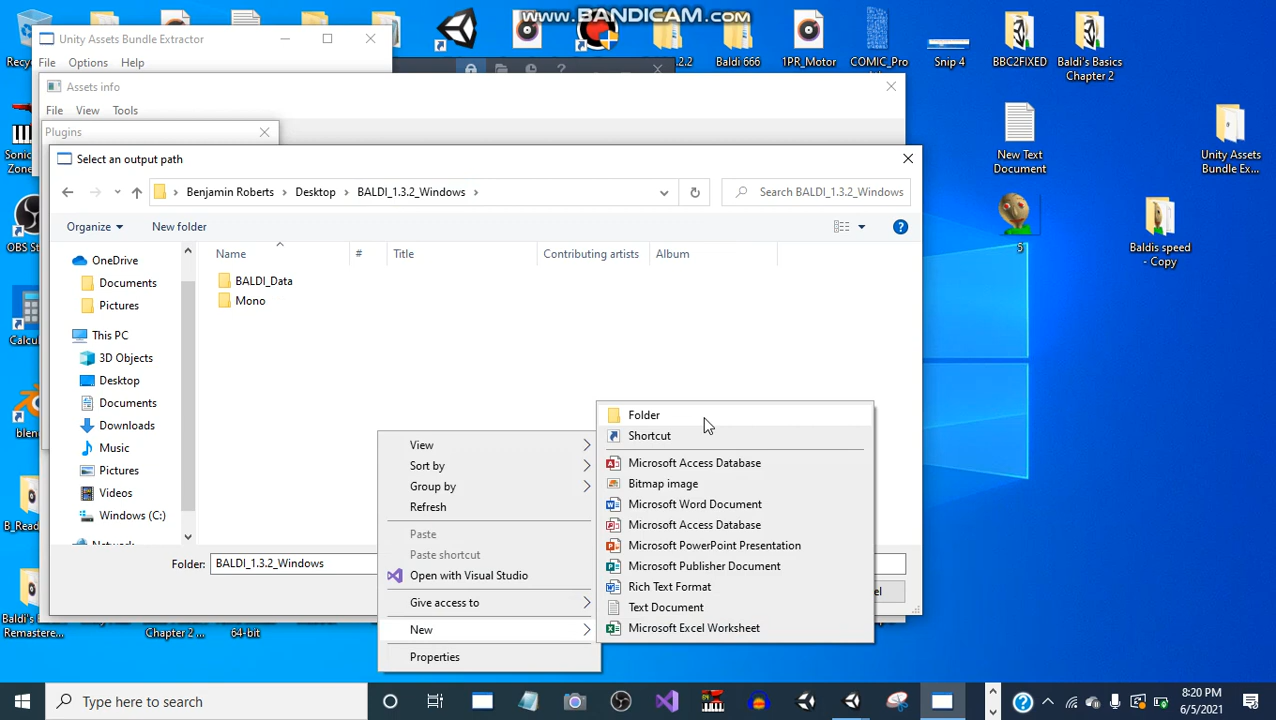 www.BANDICAM.com
Unity Assets Bundle Extractor
File Options Help
Assets info
File View Tools
Plugins
Select an output path
Benjamin Roberts Desktop BALDI_1.3.2_Windows
Search BALDI_1.3.2_Windows
Organize New folder
Name # Title Contributing artists Album
OneDrive
Documents
Pictures
This PC
3D Objects
Desktop
Documents
Downloads
Music
Pictures
Videos
Windows (C:)
BALDI_Data
Mono
Folder: BALDI_1.3.2_Windows
View
Sort by
Group by
Refresh
Paste
Paste shortcut
Open with Visual Studio
Give access to
New
Properties
Folder
Shortcut
Microsoft Access Database
Bitmap image
Microsoft Word Document
Microsoft Access Database
Microsoft PowerPoint Presentation
Microsoft Publisher Document
Rich Text Format
Text Document
Microsoft Excel Worksheet
Baldi 666
1PR_Motor
COMIC_Pro
Snip 4
BBC2FIXED
Baldi's Basics
Chapter 2
New Text
Document
Unity Assets
Bundle Ex...
Baldis speed
- Copy
Remastere...
Chapter 2 ...
64-bit
Type here to search
8:20 PM
6/5/2021